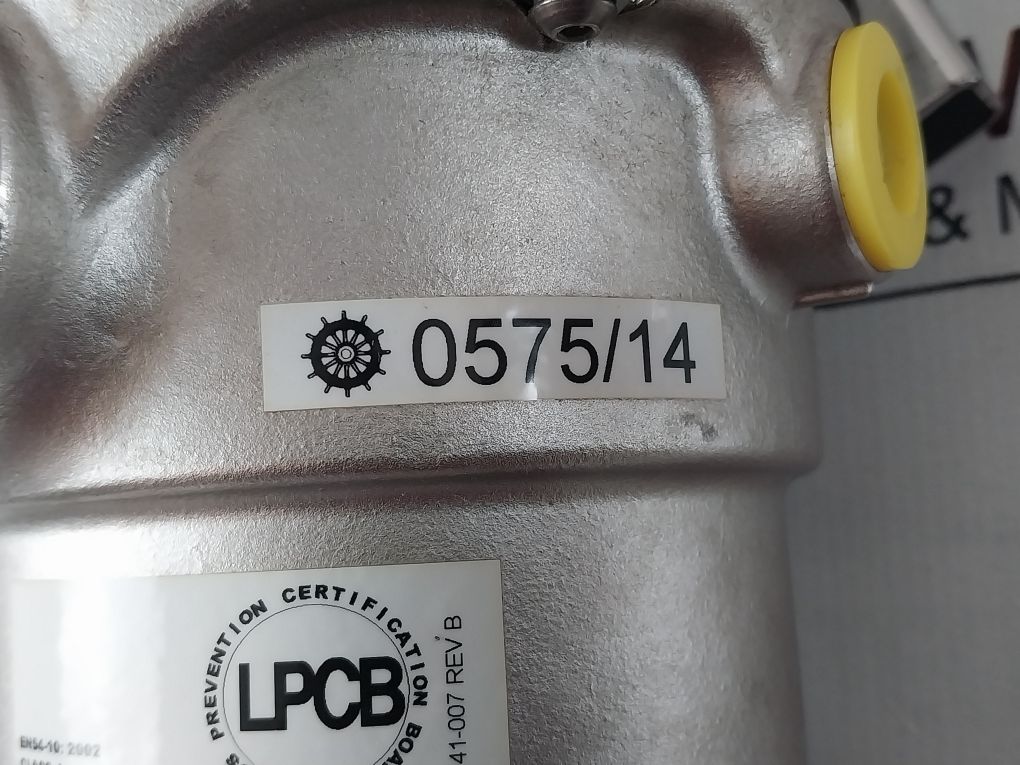 & 
0575/14
PREVENTION CERTIFICATION
LPCB
41-007 REV B
EN54-10: 2002